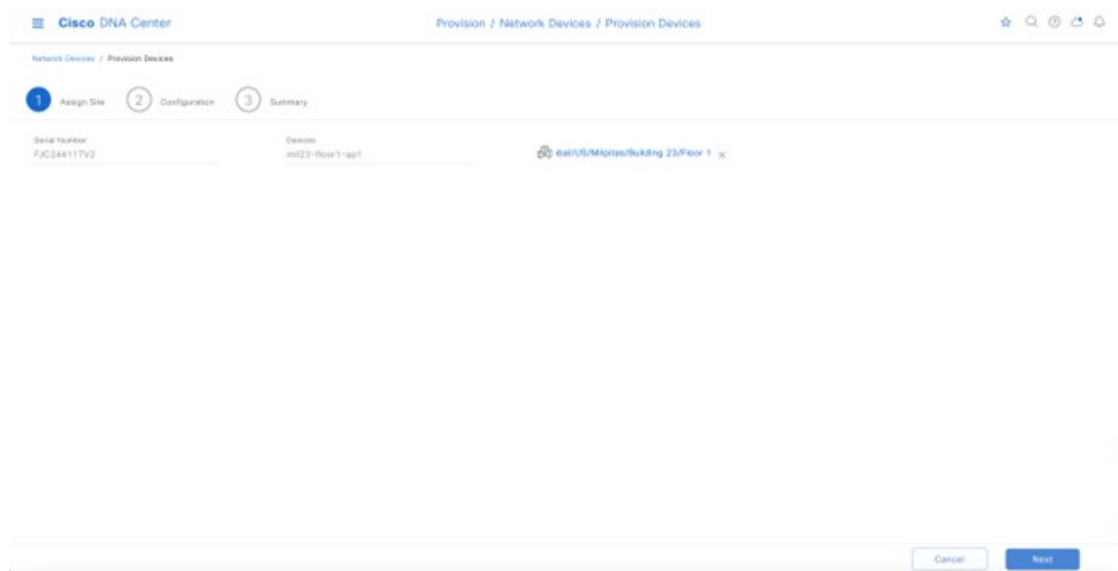 Cisco DNA Center
Provision / Network Devices / Provision Devices
Network Devices / Provision Devices
1 Assign Site 2 Configuration 3 Summary
Serial Number
FJC24411TV2
Devices
mil23-floor1-ap1
bal/US/Milpitas/Building 23/Floor 1
Cancel
Next